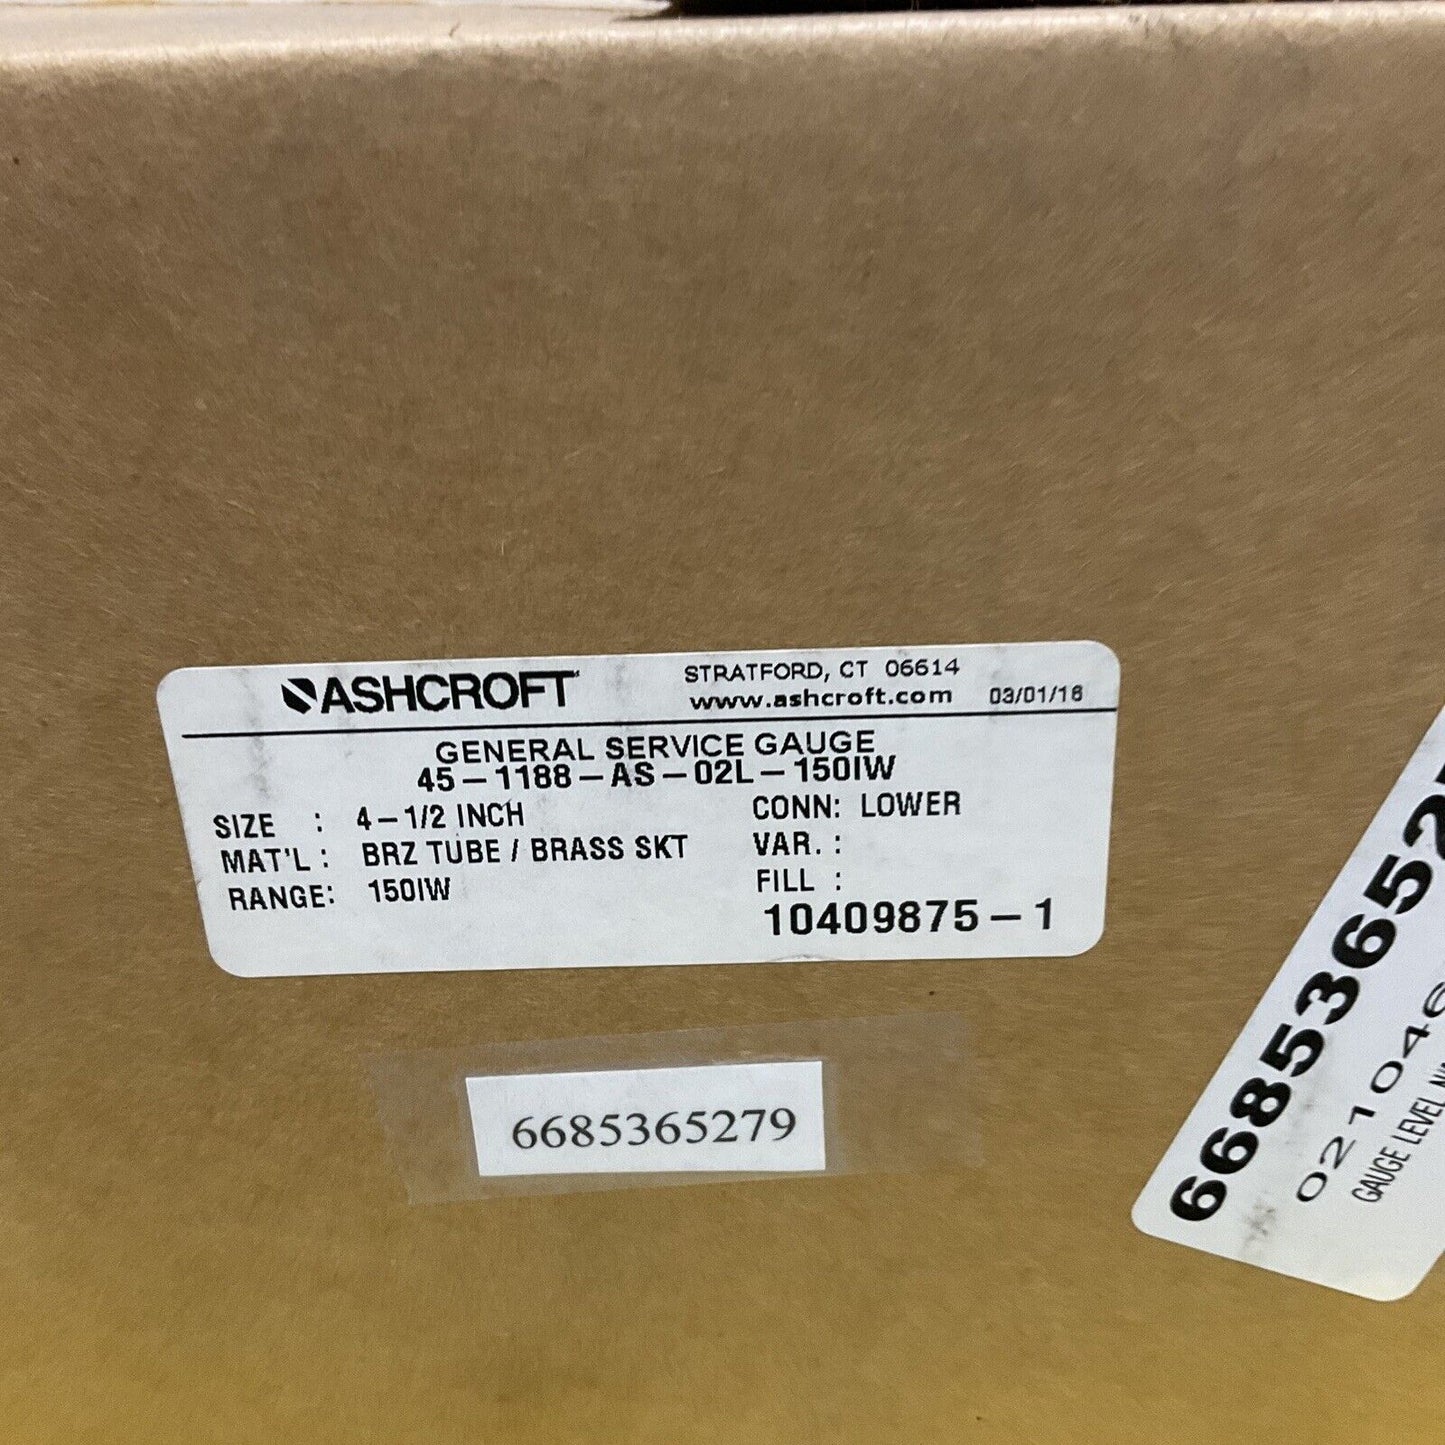 ASHCROFT
STRATFORD, CT 06614
www.ashcroft.com 03/01/18
GENERAL SERVICE GAUGE
45-1188-AS-02L-150IW
SIZE : 4-1/2 INCH CONN: LOWER
MAT'L : BRZ TUBE / BRASS SKT VAR. :
RANGE: 150IW FILL :
10409875-1
6685365279
668536527
021046
GAUGE LEVEL